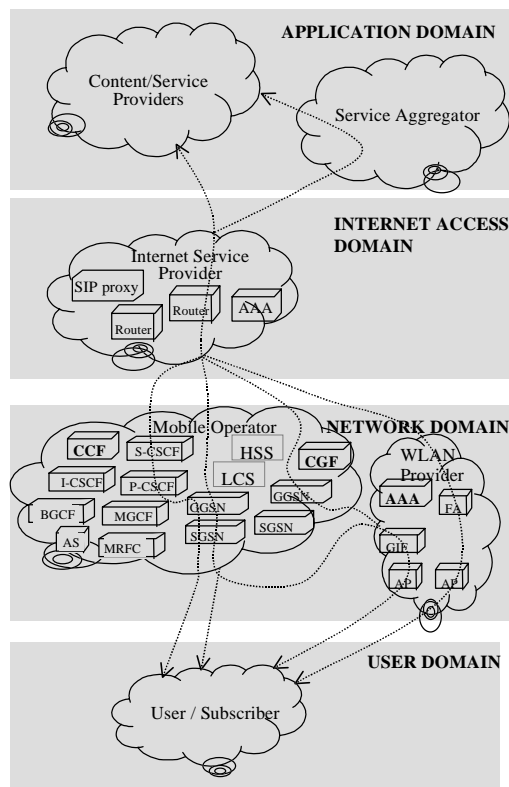 APPLICATION DOMAIN
Content/Service
Providers
Service Aggregator
INTERNET ACCESS
DOMAIN
Internet Service
Provider
SIP proxy
Router
Router
AAA
NETWORK DOMAIN
Mobile Operator
CCF
S-CSCF
HSS
CGF
I-CSCF
P-CSCF
LCS
GGSN
GGSN
BGCF
MGCF
AS
MRFC
SGSN
SGSN
WLAN
Provider
AAA
FA
GIF
AP
AP
USER DOMAIN
User / Subscriber